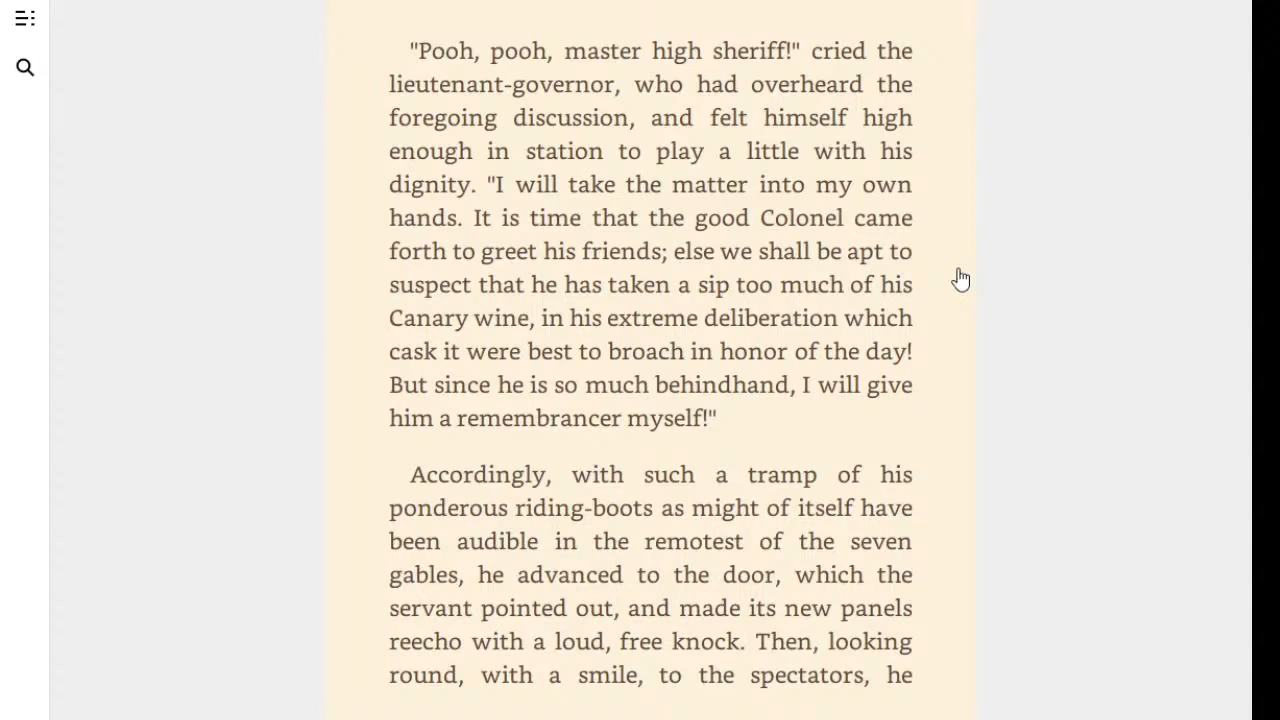 "Pooh, pooh, master high sheriff!" cried the
lieutenant-governor, who had overheard the
foregoing discussion, and felt himself high
enough in station to play a little with his
dignity. "I will take the matter into my own
hands. It is time that the good Colonel came
forth to greet his friends; else we shall be apt to
suspect that he has taken a sip too much of his
Canary wine, in his extreme deliberation which
cask it were best to broach in honor of the day!
But since he is so much behindhand, I will give
him a remembrancer myself!"
Accordingly, with such a tramp of his
ponderous riding-boots as might of itself have
been audible in the remotest of the seven
gables, he advanced to the door, which the
servant pointed out, and made its new panels
reecho with a loud, free knock. Then, looking
round, with a smile, to the spectators, he